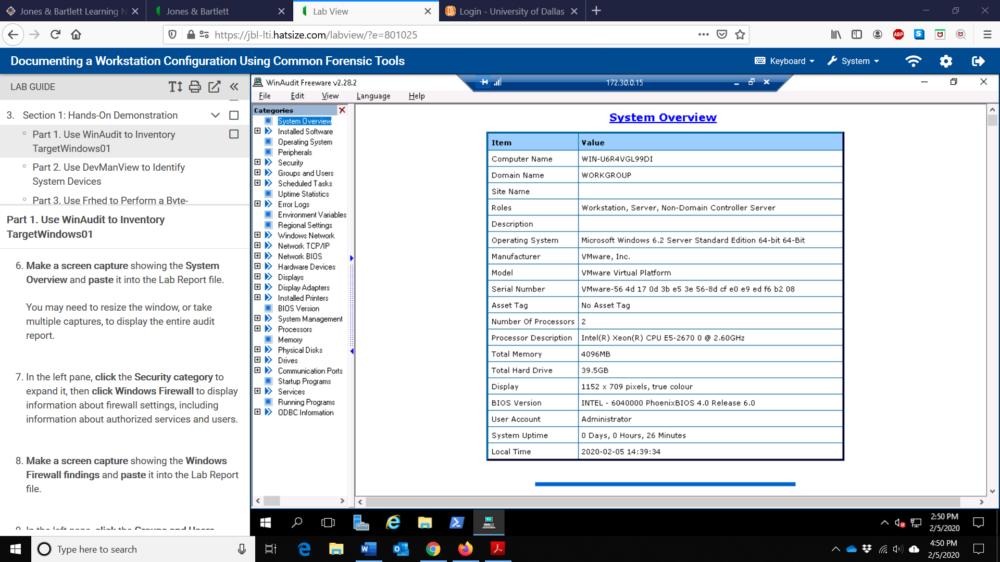 Jones & Bartlett Learning N
Jones & Bartlett
Lab View
Login - University of Dallas
https://jbl-lti.hatsize.com/labview/?e=801025
ABP
S
Documenting a Workstation Configuration Using Common Forensic Tools
Keyboard
System
LAB GUIDE
3. Section 1: Hands-On Demonstration
Part 1. Use WinAudit to Inventory
TargetWindows01
Part 2. Use DevManView to Identify
System Devices
Part 3. Use Frhed to Perform a Byte-
Part 1. Use WinAudit to Inventory
TargetWindows01
6. Make a screen capture showing the System
Overview and paste it into the Lab Report file.
You may need to resize the window, or take
multiple captures, to display the entire audit
report.
7. In the left pane, click the Security category to
expand it, then click Windows Firewall to display
information about firewall settings, including
information about authorized services and users.
8. Make a screen capture showing the Windows
Firewall findings and paste it into the Lab Report
file.
9. In the left pane, click the Groups and Users
WinAudit Freeware v2.28.2
172.30.0.15
File Edit View Language Help
Categories
System Overview
Installed Software
Operating System
Peripherals
Security
Groups and Users
Scheduled Tasks
Uptime Statistics
Error Logs
Environment Variables
Regional Settings
Windows Network
Network TCP/IP
Network BIOS
Hardware Devices
Displays
Display Adapters
Installed Printers
BIOS Version
System Management
Processors
Memory
Physical Disks
Drives
Communication Ports
Startup Programs
Services
Running Programs
ODBC Information
System Overview
Item Value
Computer Name WIN-U6R4VGL99DI
Domain Name WORKGROUP
Site Name
Roles Workstation, Server, Non-Domain Controller Server
Description
Operating System Microsoft Windows 6.2 Server Standard Edition 64-bit 64-Bit
Manufacturer VMware, Inc.
Model VMware Virtual Platform
Serial Number VMware-56 4d 17 0d 3b e5 3e 56-8d cf e0 e9 ed f6 b2 08
Asset Tag No Asset Tag
Number Of Processors 2
Processor Description Intel(R) Xeon(R) CPU E5-2670 0 @ 2.60GHz
Total Memory 4096MB
Total Hard Drive 39.5GB
Display 1152 x 709 pixels, true colour
BIOS Version INTEL - 6040000 PhoenixBIOS 4.0 Release 6.0
User Account Administrator
System Uptime 0 Days, 0 Hours, 26 Minutes
Local Time 2020-02-05 14:39:34
2:50 PM
2/5/2020
Type here to search
4:50 PM
2/5/2020